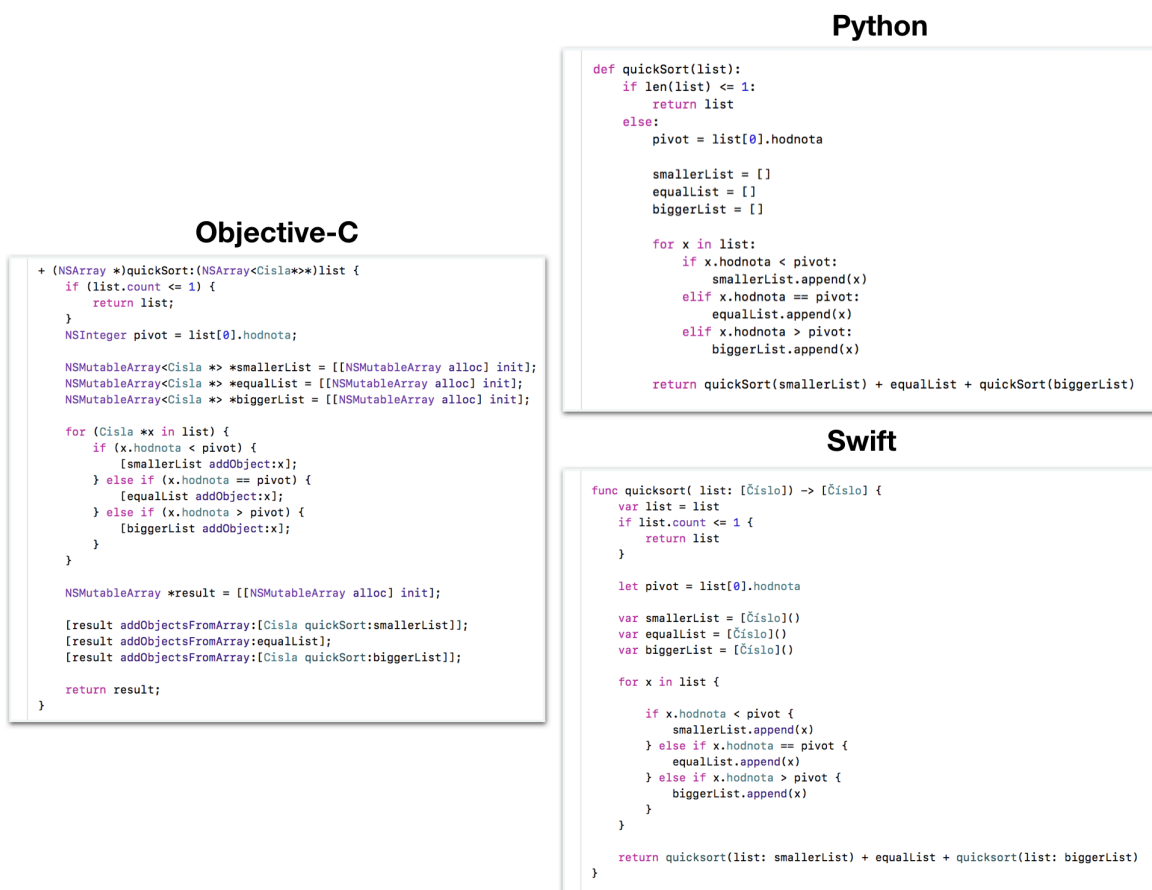 Python
def quickSort(list):
    if len(list) <= 1:
        return list
    else:
        pivot = list[0].hodnota

        smallerList = []
        equalList = []
        biggerList = []

        for x in list:
            if x.hodnota < pivot:
                smallerList.append(x)
            elif x.hodnota == pivot:
                equalList.append(x)
            elif x.hodnota > pivot:
                biggerList.append(x)

        return quickSort(smallerList) + equalList + quickSort(biggerList)
Objective-C
+ (NSArray *)quickSort:(NSArray<Cisla*>*)list {
    if (list.count <= 1) {
        return list;
    }
    NSInteger pivot = list[0].hodnota;

    NSMutableArray<Cisla *> *smallerList = [[NSMutableArray alloc] init];
    NSMutableArray<Cisla *> *equalList = [[NSMutableArray alloc] init];
    NSMutableArray<Cisla *> *biggerList = [[NSMutableArray alloc] init];

    for (Cisla *x in list) {
        if (x.hodnota < pivot) {
            [smallerList addObject:x];
        } else if (x.hodnota == pivot) {
            [equalList addObject:x];
        } else if (x.hodnota > pivot) {
            [biggerList addObject:x];
        }
    }

    NSMutableArray *result = [[NSMutableArray alloc] init];

    [result addObjectsFromArray:[Cisla quickSort:smallerList]];
    [result addObjectsFromArray:equalList];
    [result addObjectsFromArray:[Cisla quickSort:biggerList]];

    return result;
}
Swift
func quicksort( list: [Číslo]) -> [Číslo] {
    var list = list
    if list.count <= 1 {
        return list
    }

    let pivot = list[0].hodnota

    var smallerList = [Číslo]()
    var equalList = [Číslo]()
    var biggerList = [Číslo]()

    for x in list {

        if x.hodnota < pivot {
            smallerList.append(x)
        } else if x.hodnota == pivot {
            equalList.append(x)
        } else if x.hodnota > pivot {
            biggerList.append(x)
        }
    }

    return quicksort(list: smallerList) + equalList + quicksort(list: biggerList)
}